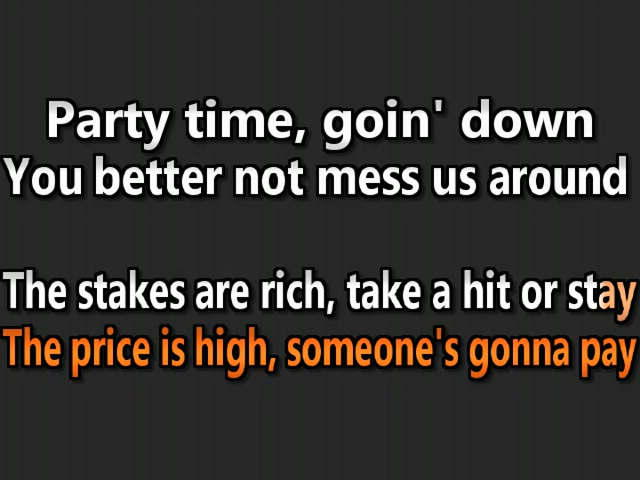 Party time, goin' down
You better not mess us around
The stakes are rich, take a hit or stay
The price is high, someone's gonna pay